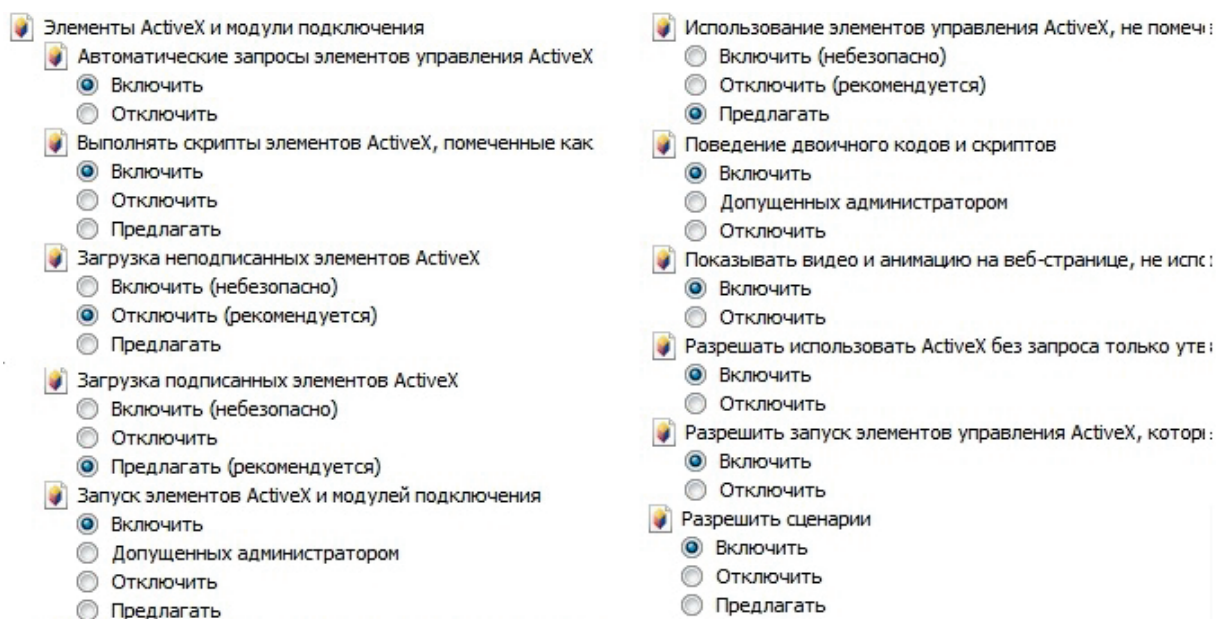 Элементы ActiveX и модули подключения
Автоматические запросы элементов управления ActiveX
Включить
Отключить
Выполнять скрипты элементов ActiveX, помеченные как
Включить
Отключить
Предлагать
Загрузка неподписанных элементов ActiveX
Включить (небезопасно)
Отключить (рекомендуется)
Предлагать
Загрузка подписанных элементов ActiveX
Включить (небезопасно)
Отключить
Предлагать (рекомендуется)
Запуск элементов ActiveX и модулей подключения
Включить
Допущенных администратором
Отключить
Предлагать
Использование элементов управления ActiveX, не
Включить (небезопасно)
Отключить (рекомендуется)
Предлагать
Поведение двоичного кодов и скриптов
Включить
Допущенных администратором
Отключить
Показывать видео и анимацию на веб-странице, не
Включить
Отключить
Разрешать использовать ActiveX без запроса только
Включить
Отключить
Разрешить запуск элементов управления ActiveX,
Включить
Отключить
Разрешить сценарии
Включить
Отключить
Предлагать